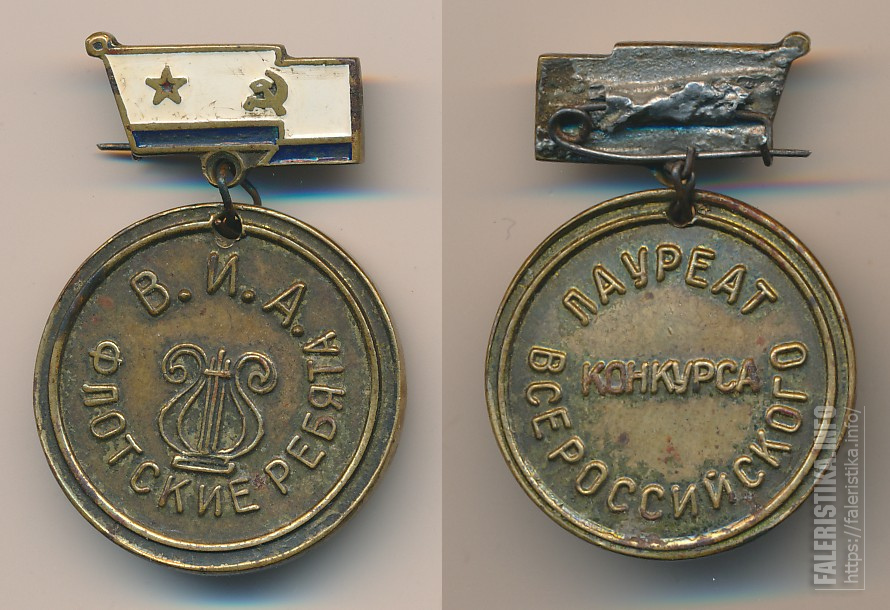 В.И.А.
ФЛОТСКИЕ РЕБЯТА
ЛАУРЕАТ
ВСЕРОССИЙСКОГО
КОНКУРСА
FALERISTIKA.INFO
https://faleristika.info/